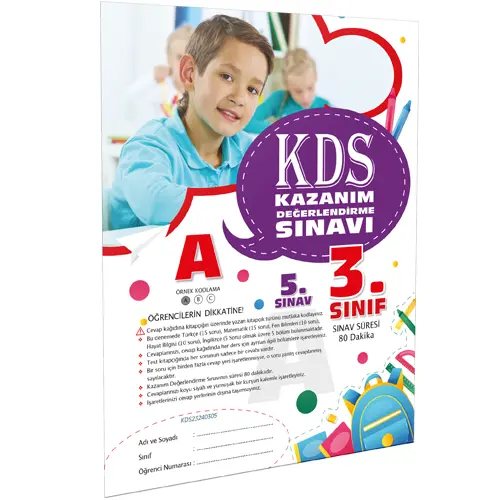 KDS
KAZANIM
DEĞERLENDİRME
SINAVI
A
ÖRNEK KODLAMA
A B C
5.
SINAV
3.
SINIF
SINAV SÜRESİ
80 Dakika
ÖĞRENCİLERİN DİKKATİNE!
Cevap kağıdına kitapçığın üzerinde yazan kitapçık türünü mutlaka kodlayınız.
Bu denemede Türkçe (15 soru), Matematik (15 soru), Fen Bilimleri (10 soru),
Hayat Bilgisi (10 soru), İngilizce (5 soru) olmak üzere 5 bölüm bulunmaktadır.
Cevaplarınızı, cevap kağıdında her ders için ayrılan ilgili bölümlere işaretleyiniz.
Test kitapçığında her sorunun sadece bir cevabı vardır.
Bir soru için birden fazla cevap yeri işaretlenmişse, o soru yanlış cevaplanmış
sayılacaktır.
Kazanım Değerlendirme Sınavının süresi 80 dakikadır.
Cevaplarınızı koyu siyah ve yumuşak bir kurşun kalemle işaretleyiniz.
İşaretlerinizi cevap yerlerinin dışına taşırmayınız.
KDS23240305
Adı ve Soyadı :
Sınıf :
Öğrenci Numarası :